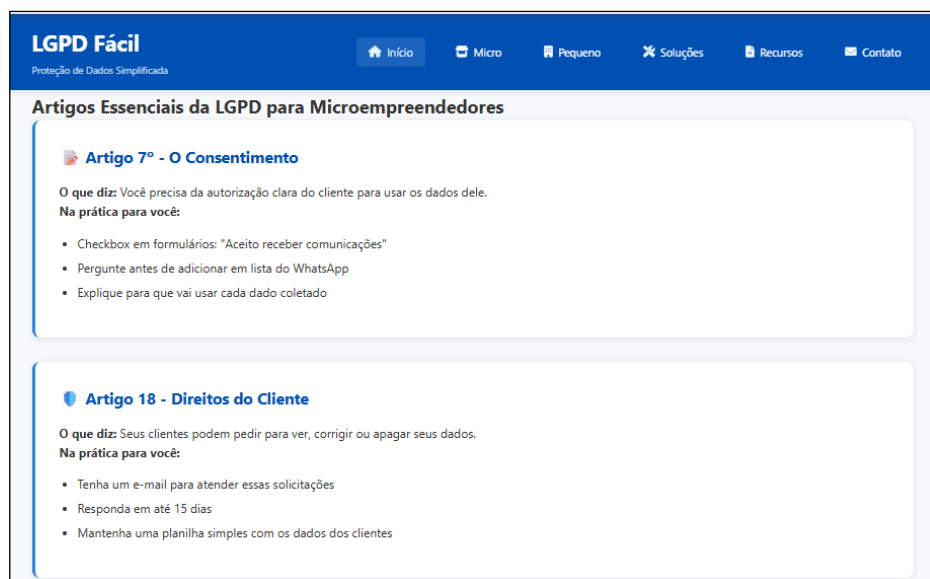 LGPD Fácil
Proteção de Dados Simplificada
Início
Micro
Pequeno
Soluções
Recursos
Contato
Artigos Essenciais da LGPD para Microempreendedores
Artigo 7º - O Consentimento
O que diz: Você precisa da autorização clara do cliente para usar os dados dele.
Na prática para você:
• Checkbox em formulários: "Aceito receber comunicações"
• Pergunte antes de adicionar em lista do WhatsApp
• Explique para que vai usar cada dado coletado
Artigo 18 - Direitos do Cliente
O que diz: Seus clientes podem pedir para ver, corrigir ou apagar seus dados.
Na prática para você:
• Tenha um e-mail para atender essas solicitações
• Responda em até 15 dias
• Mantenha uma planilha simples com os dados dos clientes